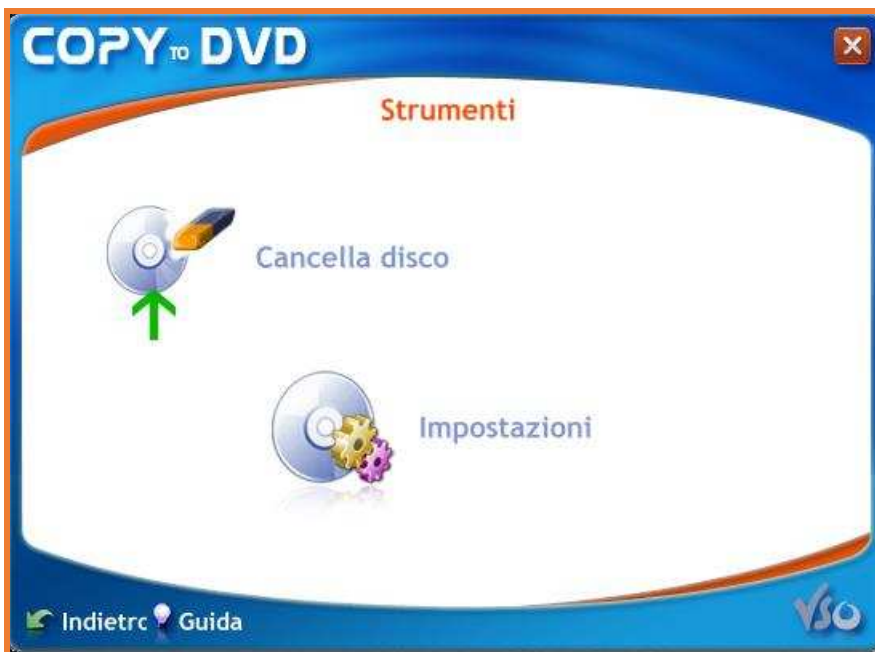 COPY TO DVD
Strumenti
Cancella disco
Impostazioni
Indietrc Guida
VSO